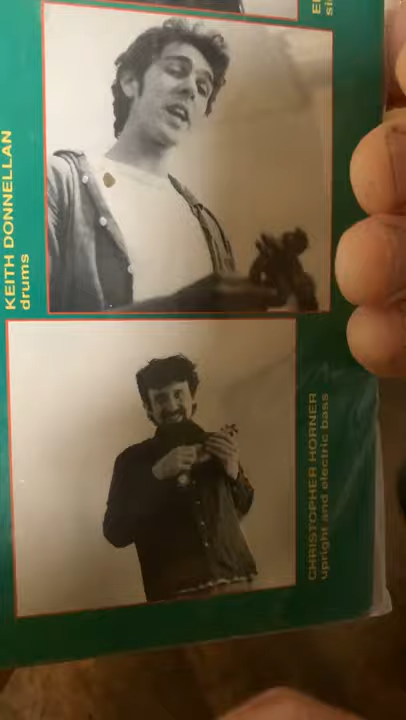 KEITH DONNELLAN
drums
CHRISTOPHER HORNER
upright and electric bass